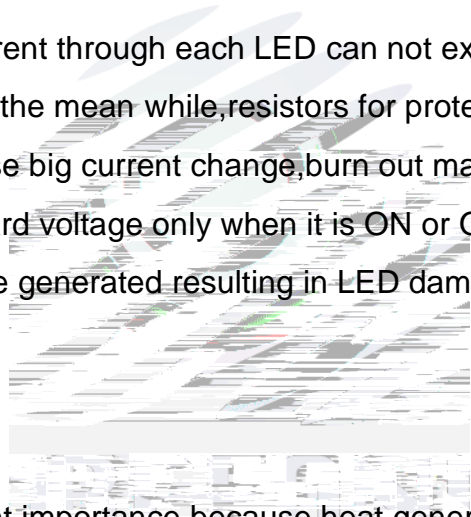 rent through each LED can not ex
the mean while,resistors for prote
e big current change,burn out ma
rd voltage only when it is ON or
e generated resulting in LED dam
t importance because heat gener